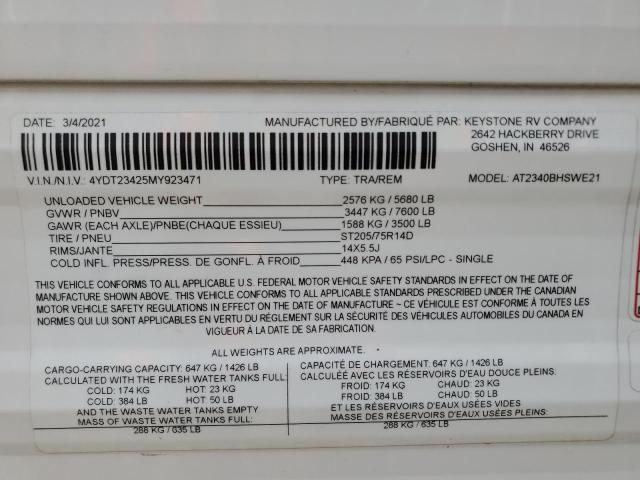 DATE: 3/4/2021 MANUFACTURED BY/FABRIQUÉ PAR: KEYSTONE RV COMPANY
2642 HACKBERRY DRIVE
GOSHEN, IN 46526
V.I.N./N.I.V.: 4YDT23425MY923471 TYPE: TRA/REM MODEL: AT2340BHSWE21
UNLOADED VEHICLE WEIGHT 2576 KG / 5680 LB
GVWR / PNBV 3447 KG / 7600 LB
GAWR (EACH AXLE)/PNBE(CHAQUE ESSIEU) 1588 KG / 3500 LB
TIRE / PNEU ST205/75R14D
RIMS/JANTE 14X5.5J
COLD INFL. PRESS/PRESS. DE GONFL. À FROID 448 KPA / 65 PSI/LPC - SINGLE
THIS VEHICLE CONFORMS TO ALL APPLICABLE U.S. FEDERAL MOTOR VEHICLE SAFETY STANDARDS IN EFFECT ON THE DATE OF
MANUFACTURE SHOWN ABOVE. THIS VEHICLE CONFORMS TO ALL APPLICABLE STANDARDS PRESCRIBED UNDER THE CANADIAN
MOTOR VEHICLE SAFETY REGULATIONS IN EFFECT ON THE DATE OF MANUFACTURE ~ CE VÉHICULE EST CONFORME À TOUTES LES
NORMES QUI LUI SONT APPLICABLES EN VERTU DU RÉGLEMENT SUR LA SÉCURITÉ DES VÉHICULES AUTOMOBILES DU CANADA EN
VIGUEUR À LA DATE DE SA FABRICATION.
ALL WEIGHTS ARE APPROXIMATE.
CARGO-CARRYING CAPACITY: 647 KG / 1426 LB
CALCULATED WITH THE FRESH WATER TANKS FULL:
COLD: 174 KG HOT: 23 KG
COLD: 384 LB HOT: 50 LB
AND THE WASTE WATER TANKS EMPTY
MASS OF WASTE WATER TANKS FULL:
288 KG / 635 LB
CAPACITÉ DE CHARGEMENT: 647 KG / 1426 LB
CALCULÉE AVEC LES RÉSERVOIRS D'EAU DOUCE PLEINS:
FROID: 174 KG CHAUD: 23 KG
FROID: 384 LB CHAUD: 50 LB
ET LES RÉSERVOIRS D'EAUX USÉES VIDES
MASSE DES RÉSERVOIRS D'EAUX USÉES PLEINS:
288 KG / 635 LB